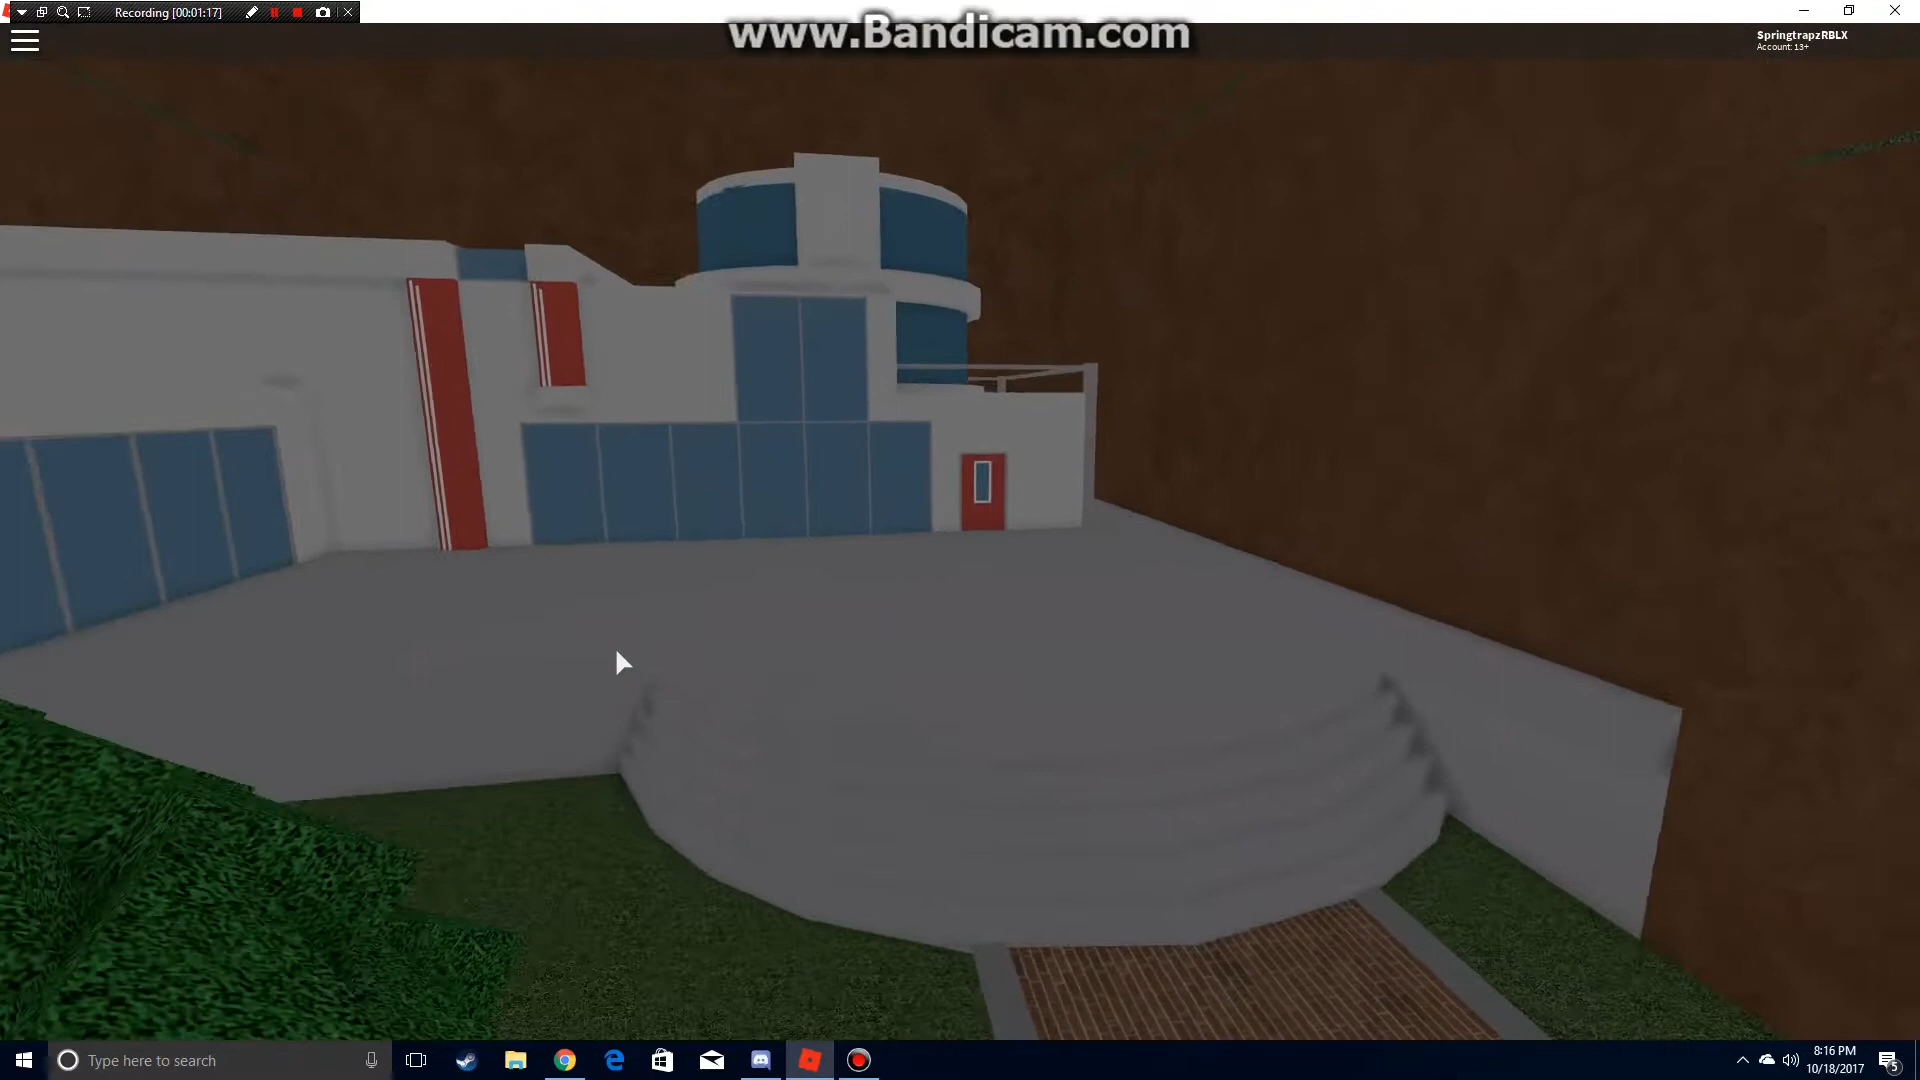 Recording [00:01:17]
www.Bandicam.com
SpringtrapzRBLX
Account: 13+
Type here to search
8:16 PM
10/18/2017
5